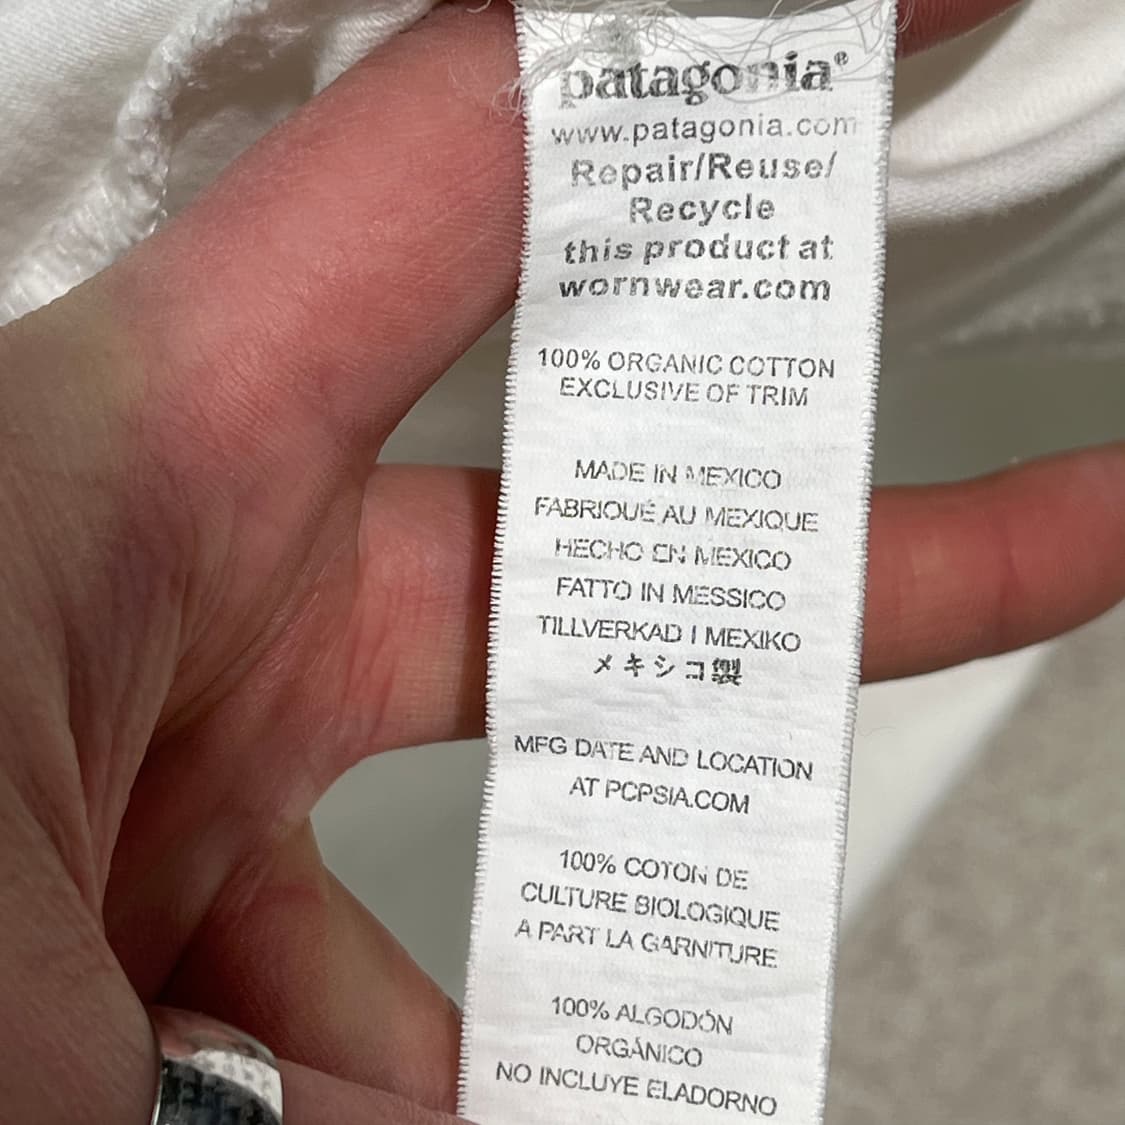 patagonia®
www.patagonia.com
Repair/Reuse/
Recycle
this product at
wornwear.com
100% ORGANIC COTTON
EXCLUSIVE OF TRIM
MADE IN MEXICO
FABRIQUÉ AU MEXIQUE
HECHO EN MEXICO
FATTO IN MESSICO
TILLVERKAD I MEXIKO
メキシコ製
MFG DATE AND LOCATION
AT PCPSIA.COM
100% COTON DE
CULTURE BIOLOGIQUE
A PART LA GARNITURE
100% ALGODÓN
ORGÁNICO
NO INCLUYE ELADORNO